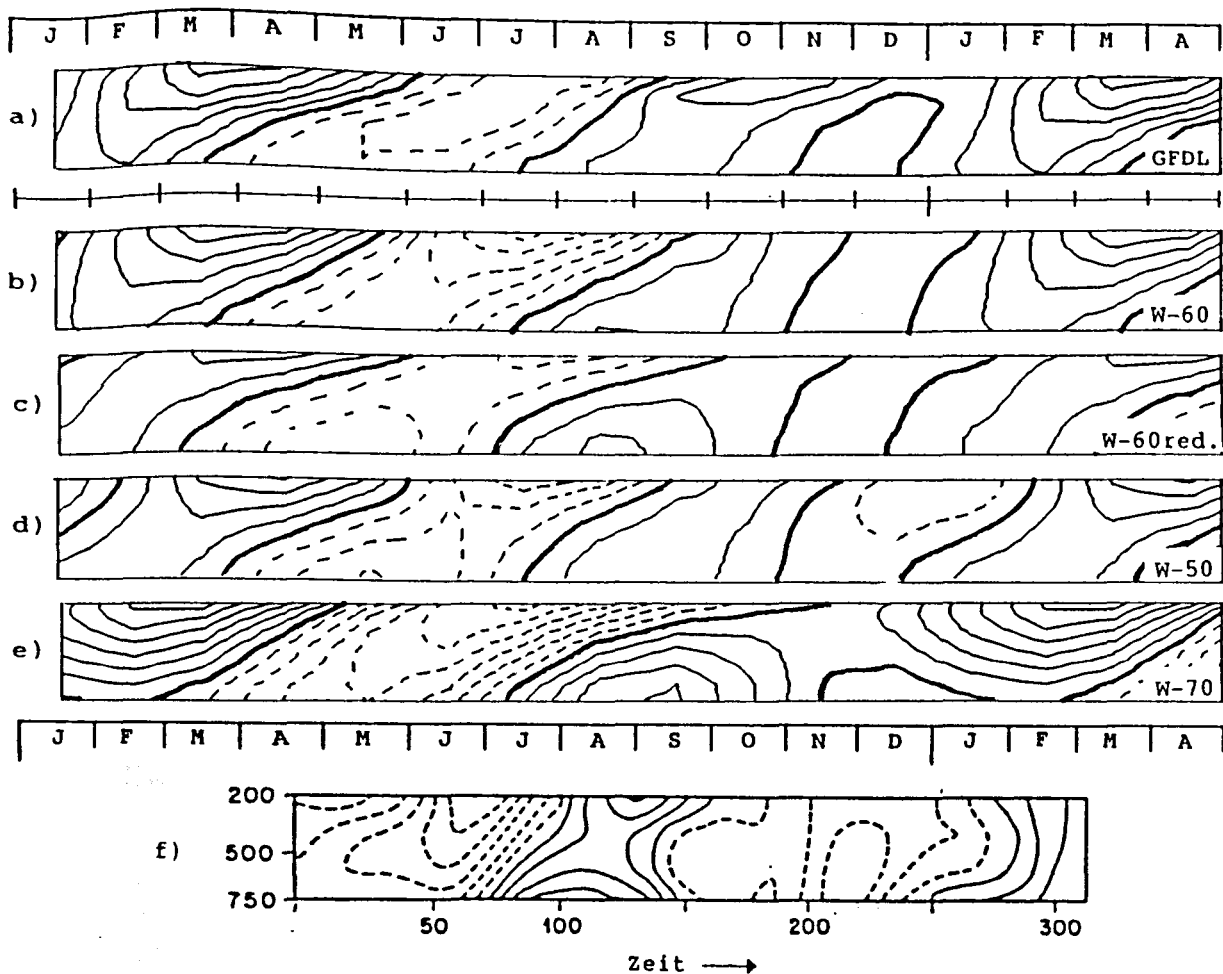 J F M A M J J A S O N D J F M A
a)
GFDL
b)
W-60
c)
W-60red.
d)
W-50
e)
W-70
J F M A M J J A S O N D J F M A
200
f) 500
750
50 100 200 300
Zeit